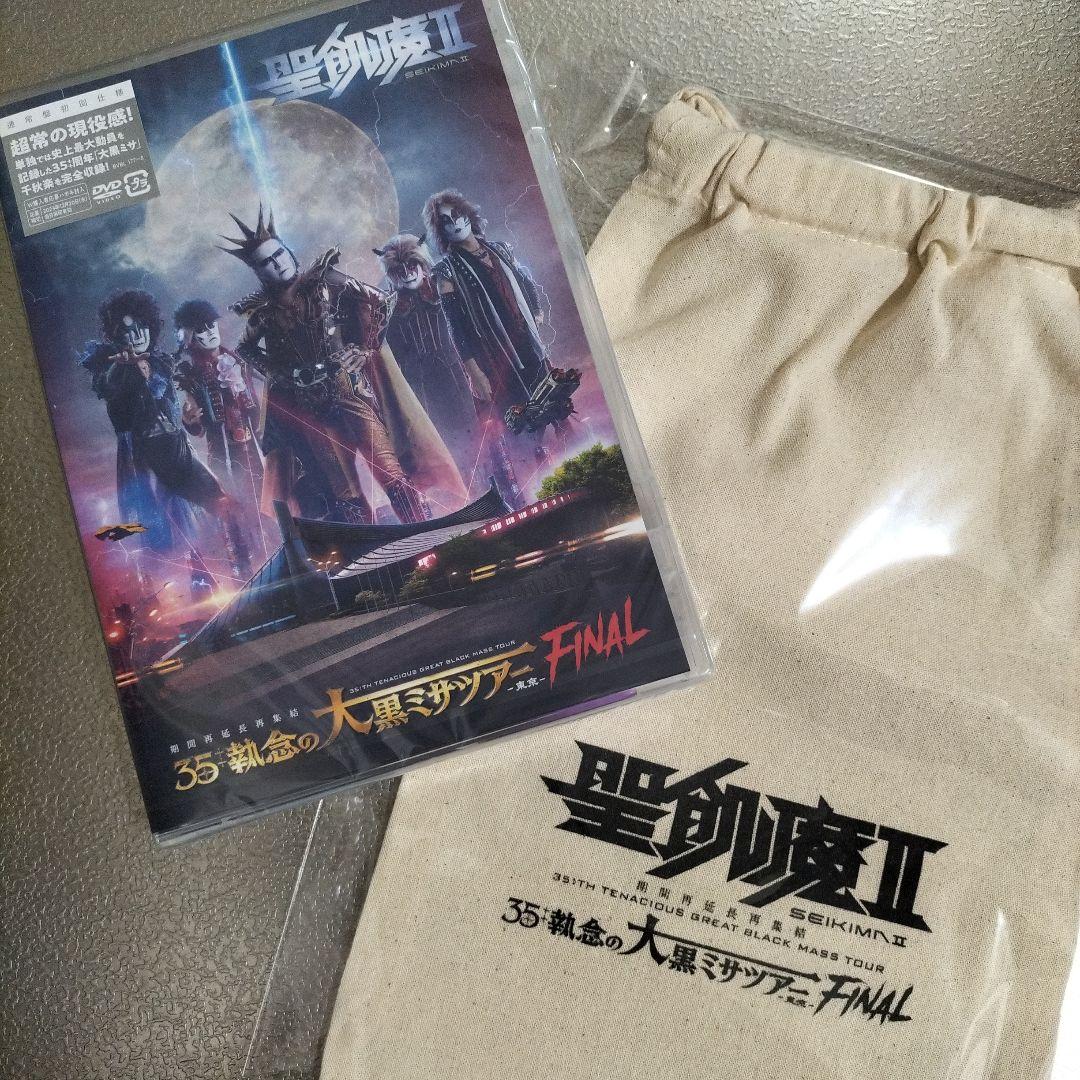 聖飢魔II
SEIKIMA II
通常盤初回仕様
超常の現役感!
単独では史上最大動員を
記録した35++周年「大黒ミサ」
千秋楽を完全収録!
DVD
VIDEO
35++TH TENACIOUS GREAT BLACK MASS TOUR
期間再延長再集結
35++執念の大黒ミサツアー -東京- FINAL
聖飢魔II
SEIKIMA II
期間再延長再集結
35++TH TENACIOUS GREAT BLACK MASS TOUR
35++執念の大黒ミサツアー -東京- FINAL